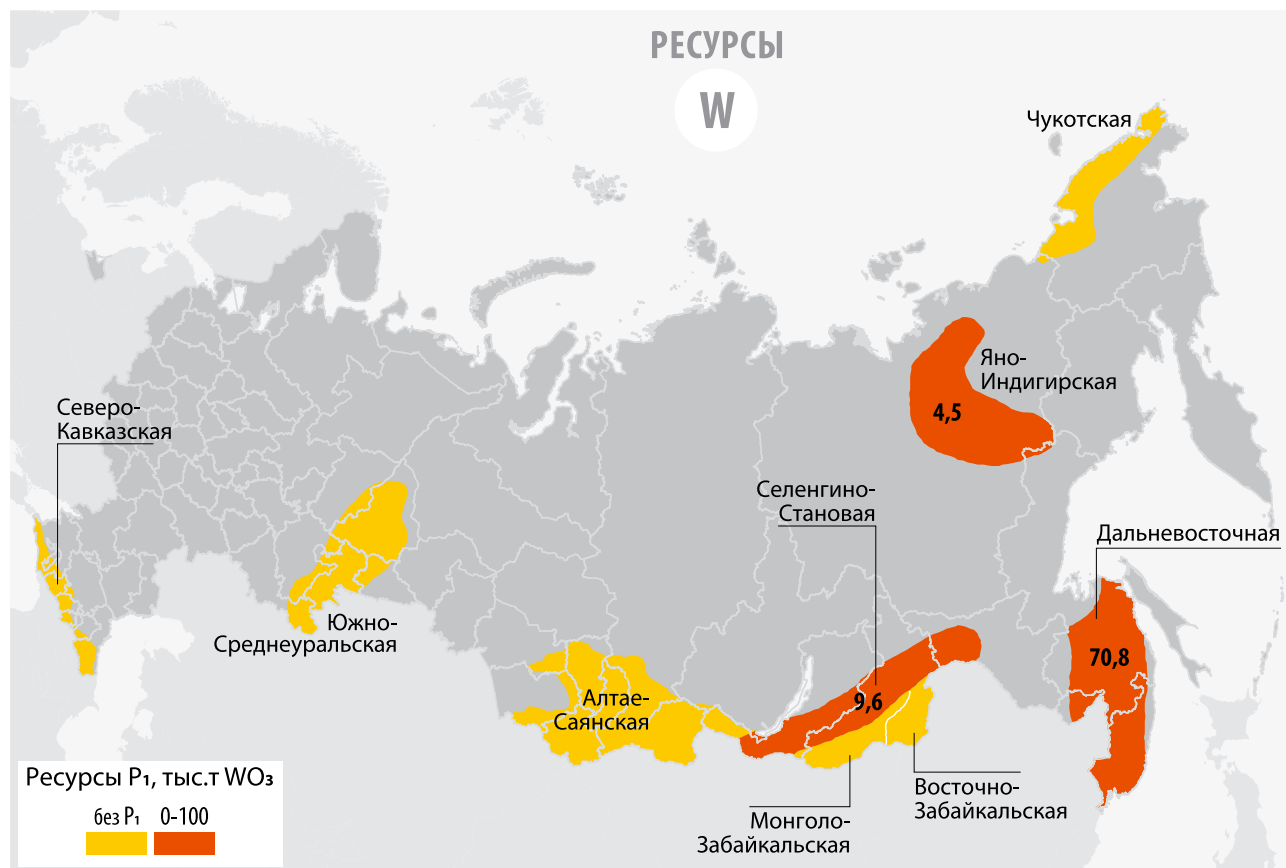 РЕСУРСЫ
W
Чукотская
Яно-
Индигирская
4,5
Северо-
Кавказская
Селенгино-
Становая
Дальневосточная
70,8
Южно-
Среднеуральская
Алтае-
Саянская
9,6
Восточно-
Забайкальская
Монголо-
Забайкальская
Ресурсы P₁, тыс.т WO₃
без P₁ 0-100